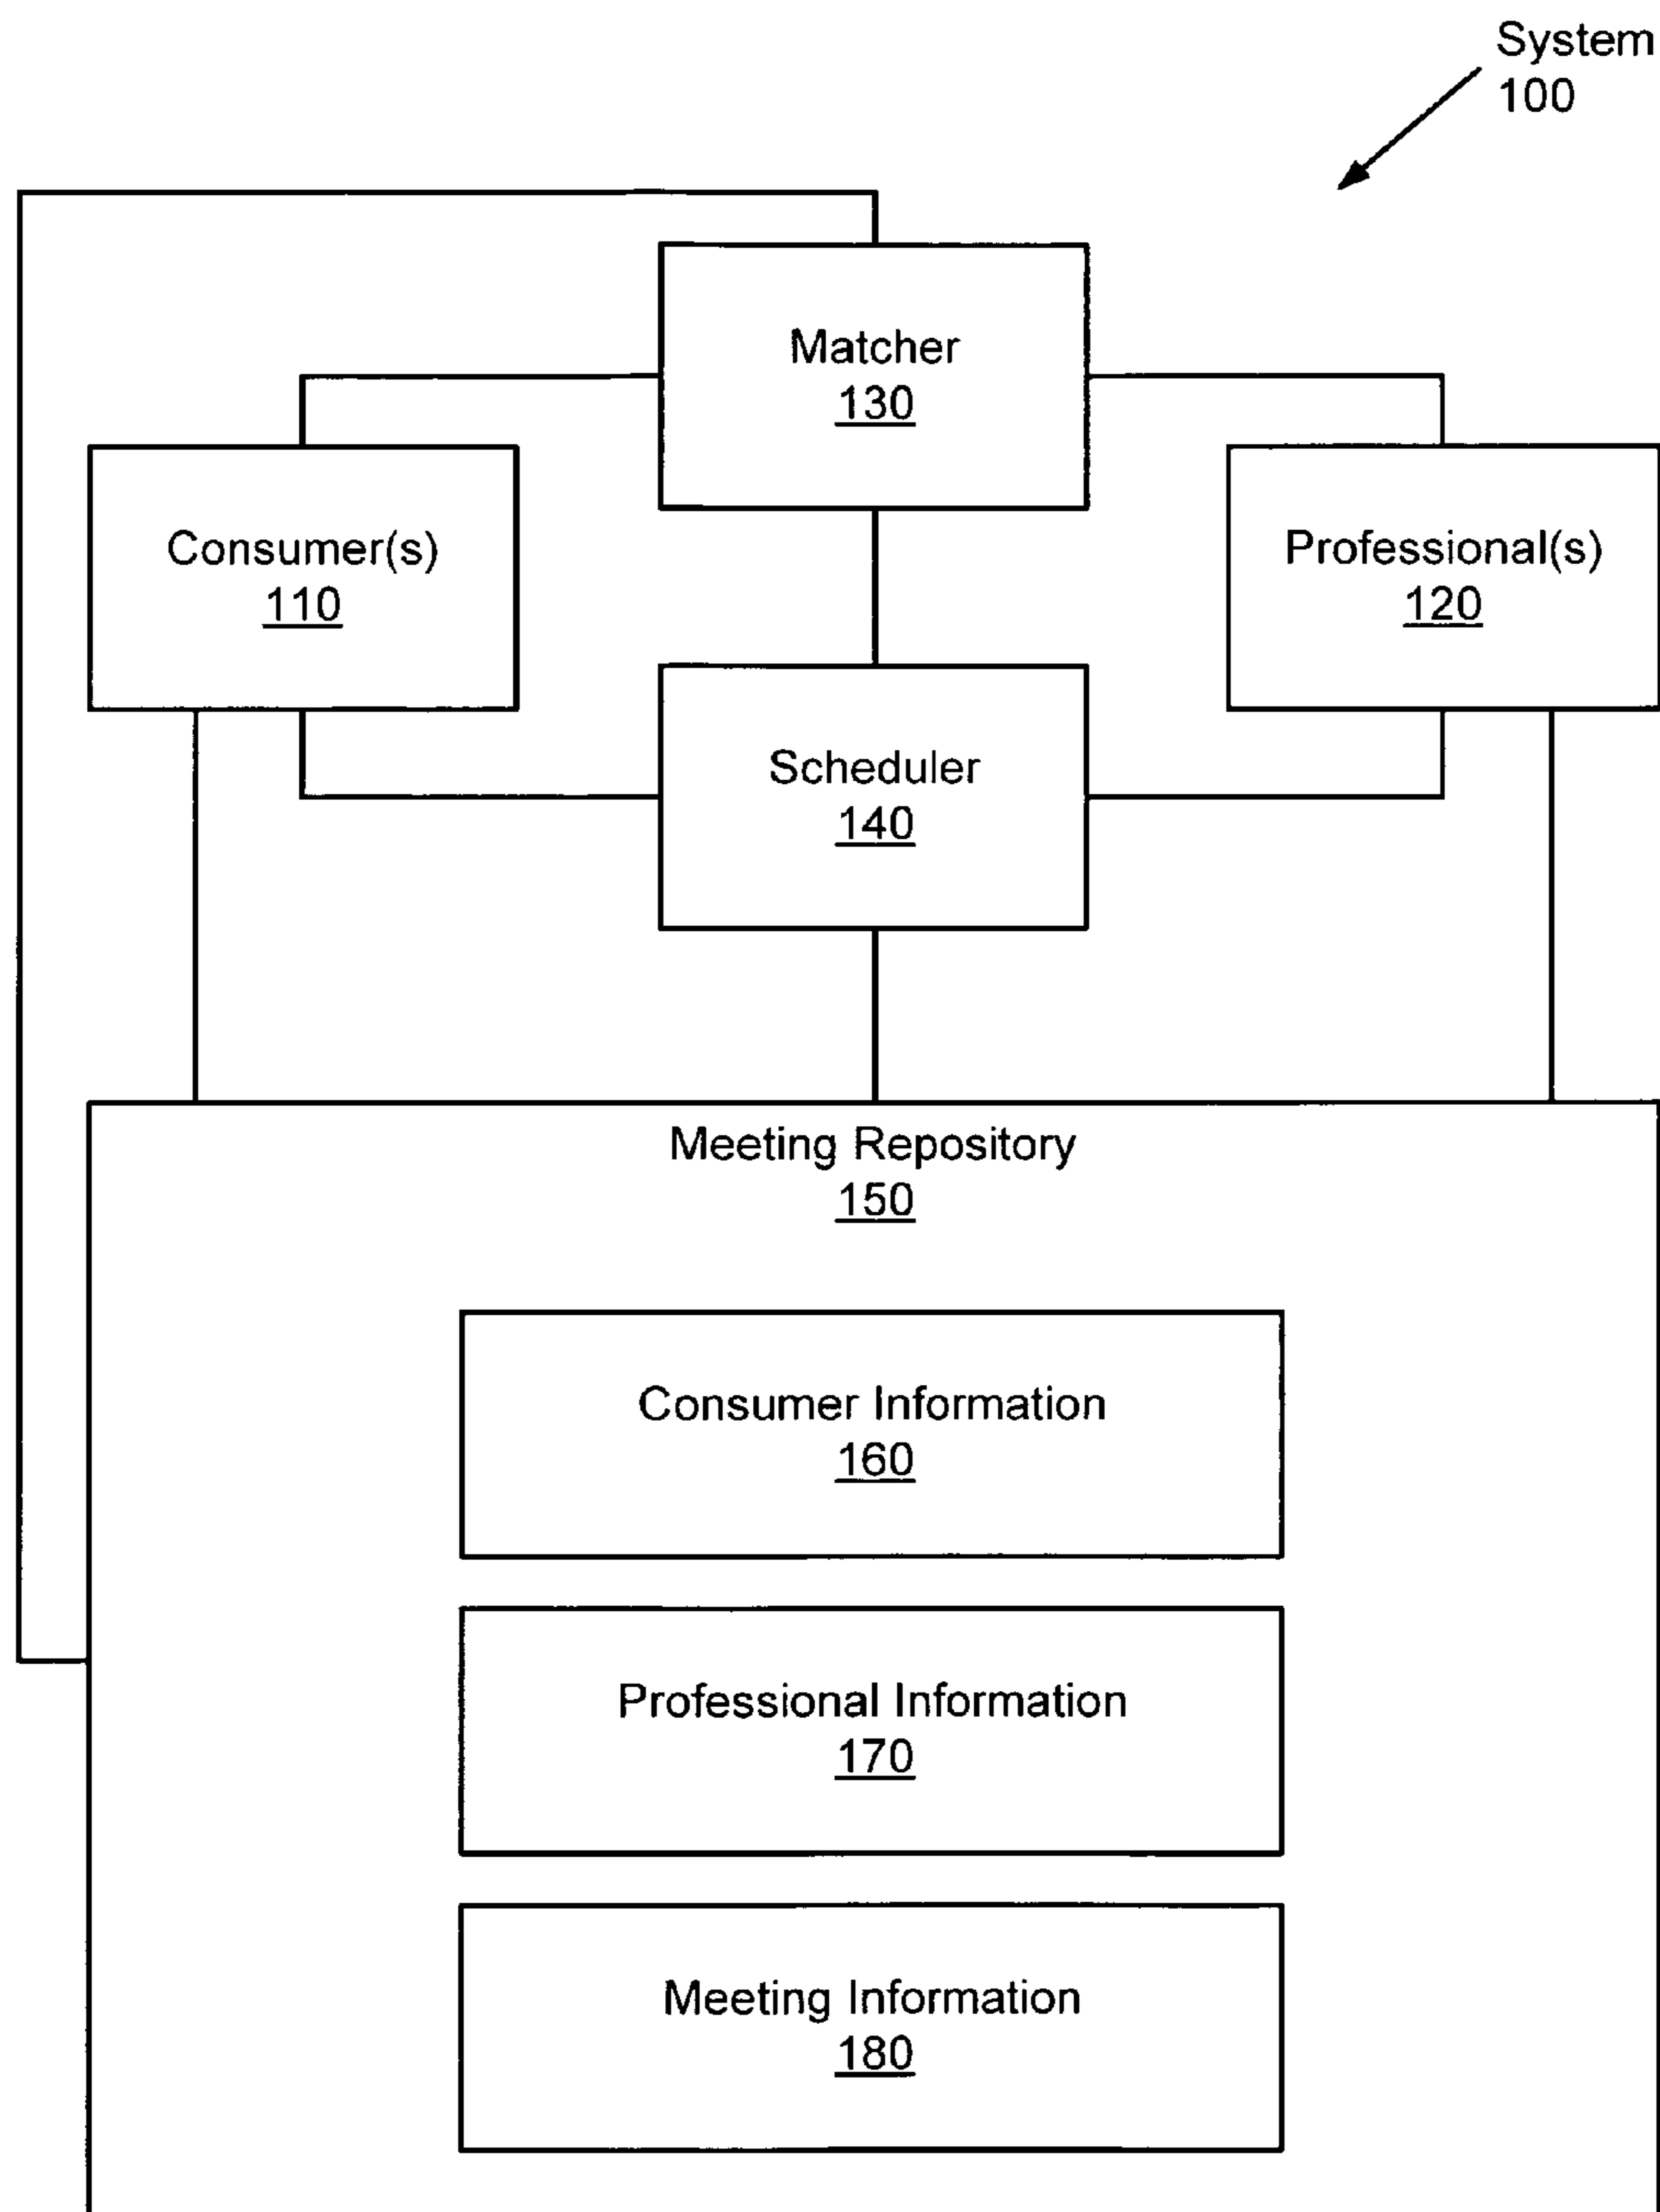 System
100
Matcher
130
Consumer(s)
110
Professional(s)
120
Scheduler
140
Meeting Repository
150
Consumer Information
160
Professional Information
170
Meeting Information
180